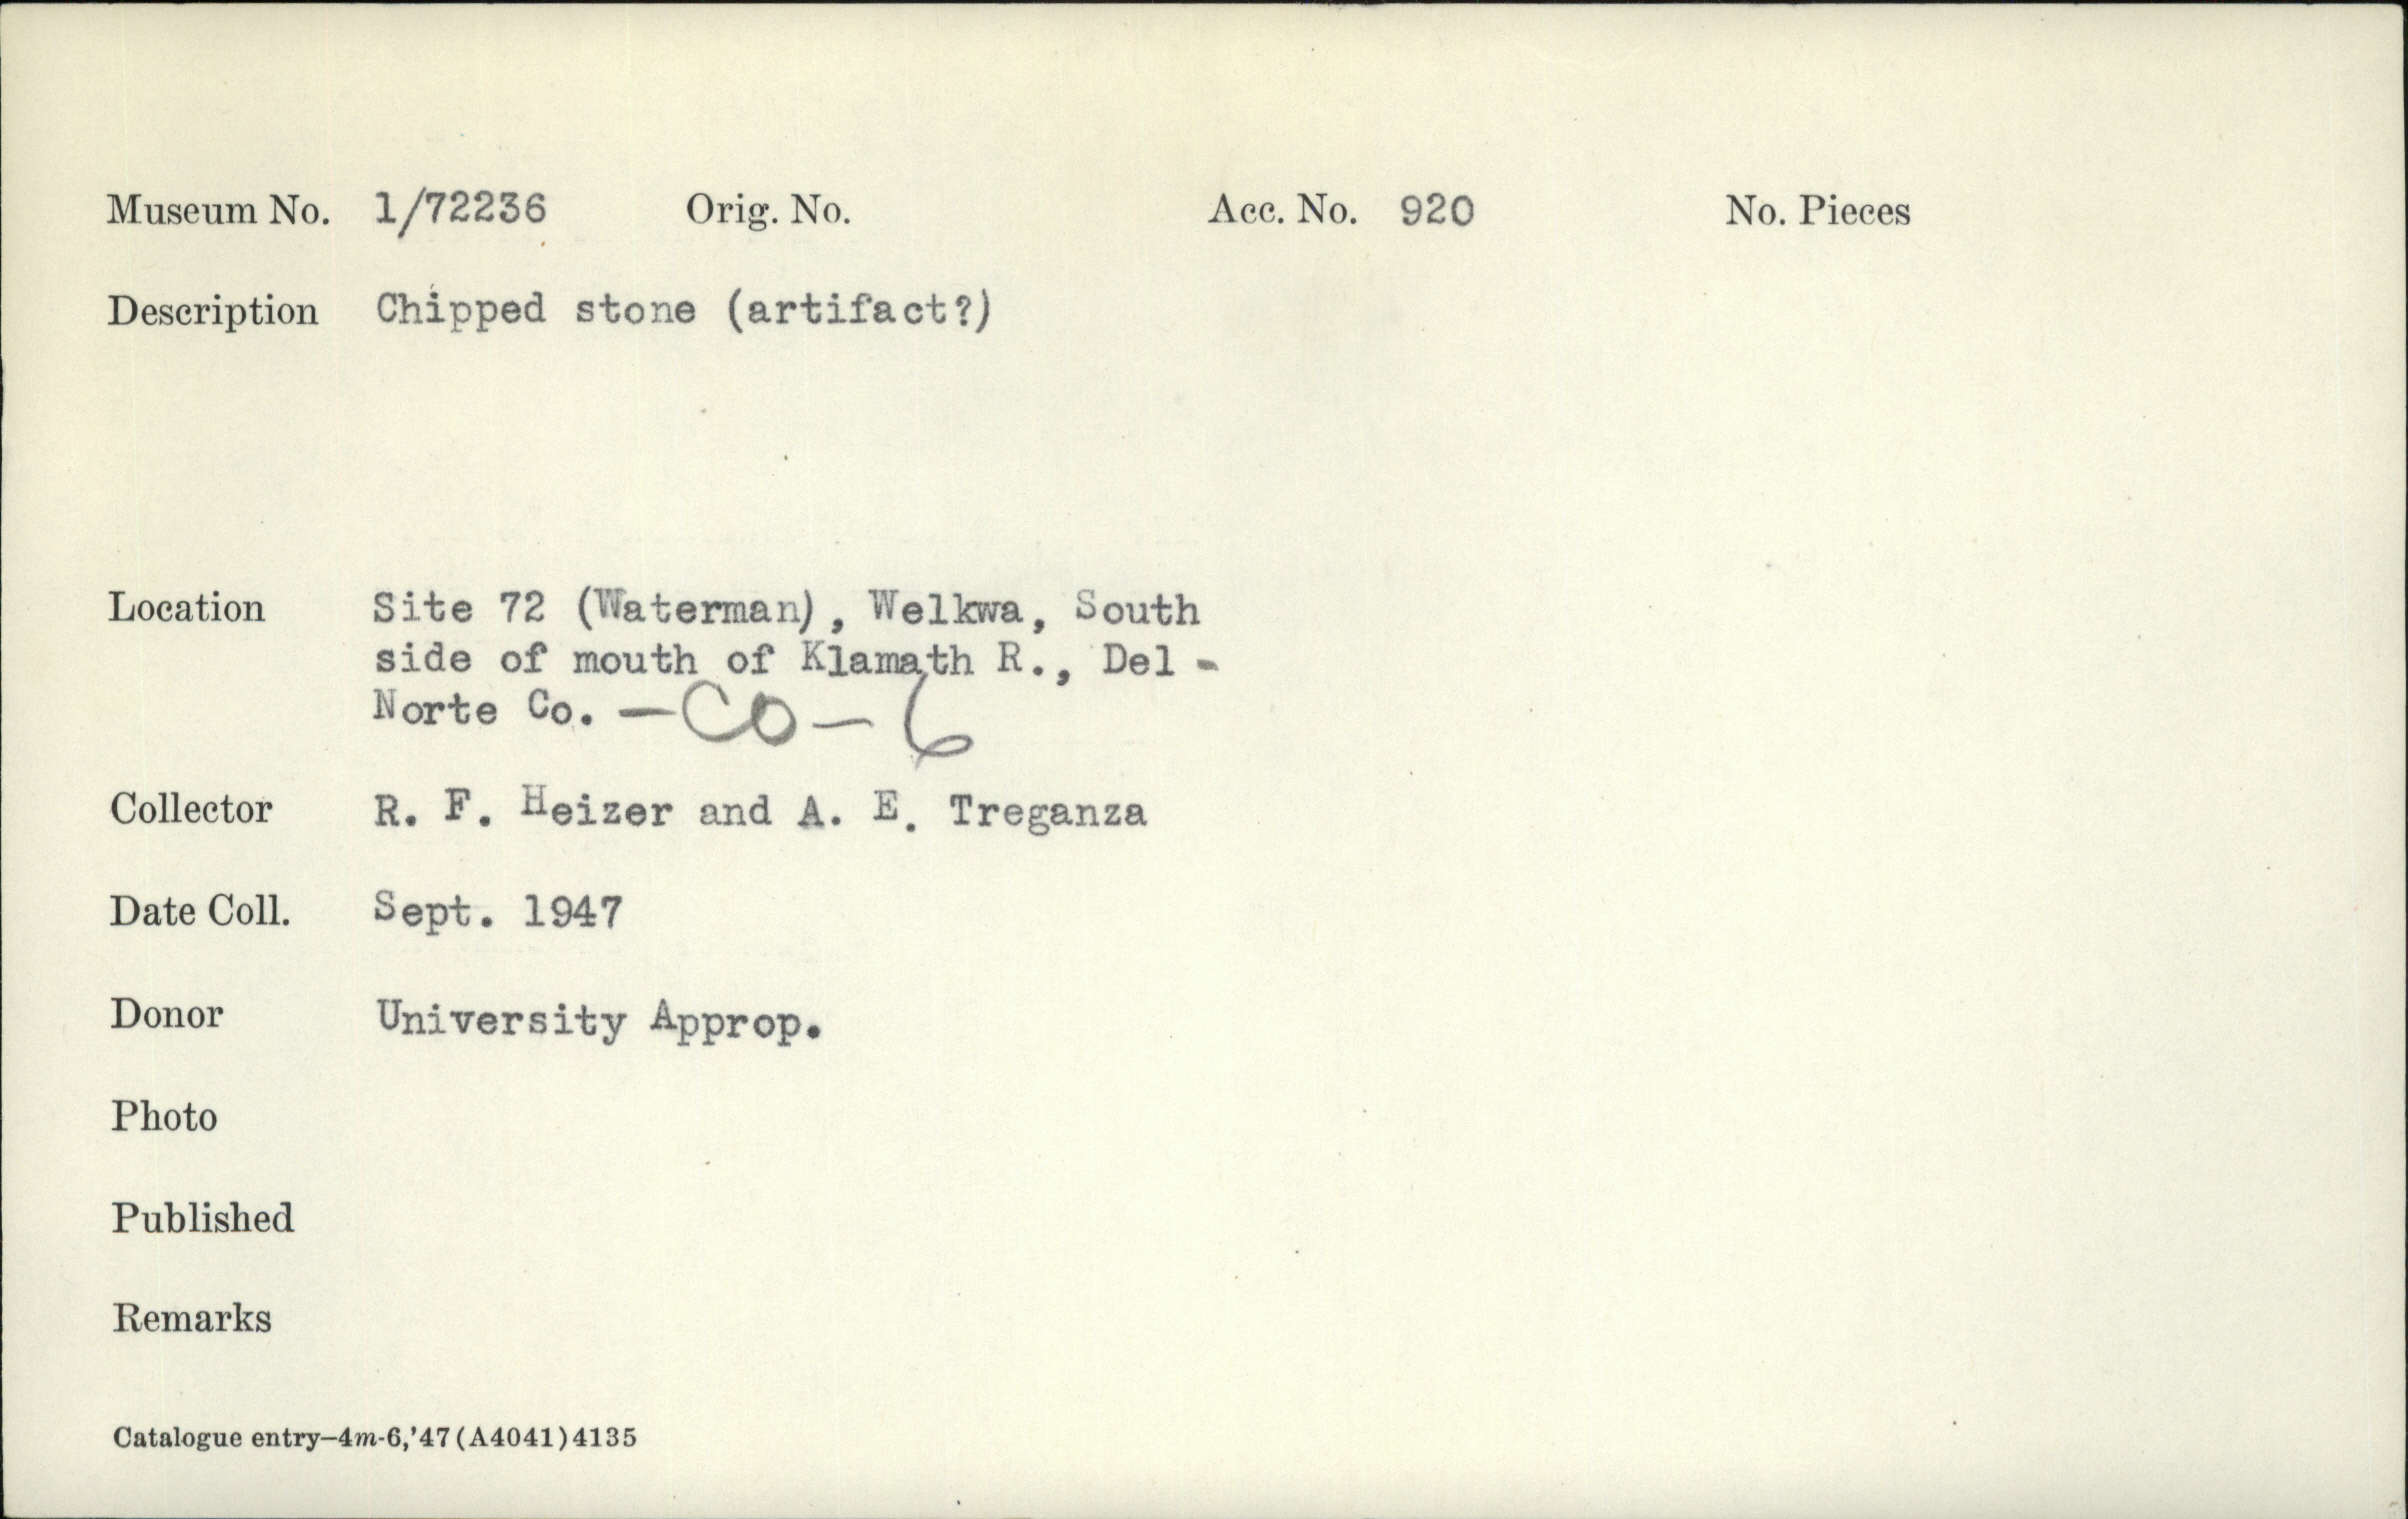 Museum No. 1/72236 Orig. No. Acc. No. 920 No. Pieces
Description Chipped stone (artifact?)
Location Site 72 (Waterman), Welkwa, South
side of mouth of Klamath R., Del -
Norte Co. - CO - 6
Collector R. F. Heizer and A. E. Treganza
Date Coll. Sept. 1947
Donor University Approp.
Photo
Published
Remarks
Catalogue entry–4m-6,'47(A4041)4135